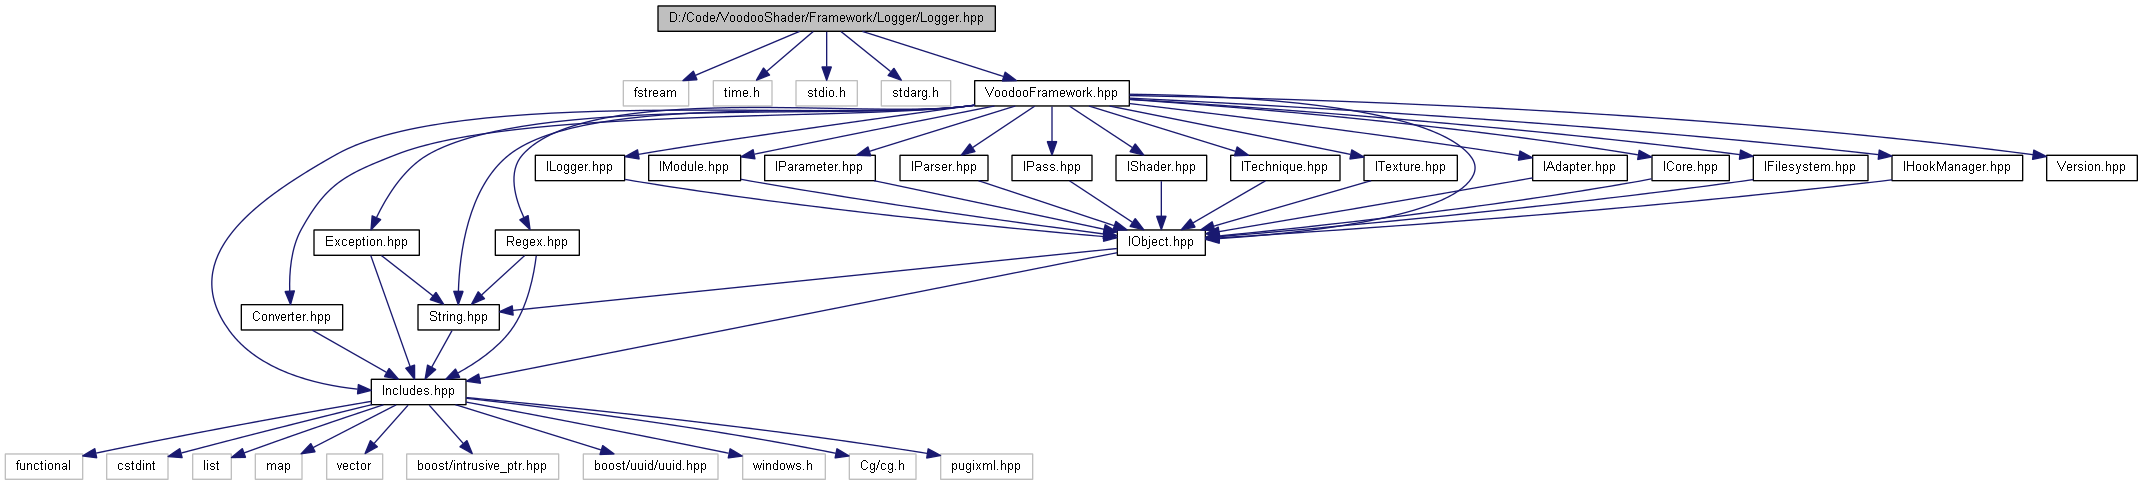 D:/Code/VoodooShader/Framework/Logger/Logger.hpp
fstream
time.h
stdio.h
stdarg.h
VoodooFramework.hpp
ILogger.hpp
IModule.hpp
IParameter.hpp
IParser.hpp
IPass.hpp
IShader.hpp
ITechnique.hpp
ITexture.hpp
IAdapter.hpp
ICore.hpp
IFilesystem.hpp
IHookManager.hpp
Version.hpp
Exception.hpp
Regex.hpp
IObject.hpp
Converter.hpp
String.hpp
Includes.hpp
functional
cstdint
list
map
vector
boost/intrusive_ptr.hpp
boost/uuid/uuid.hpp
windows.h
Cg/cg.h
pugixml.hpp